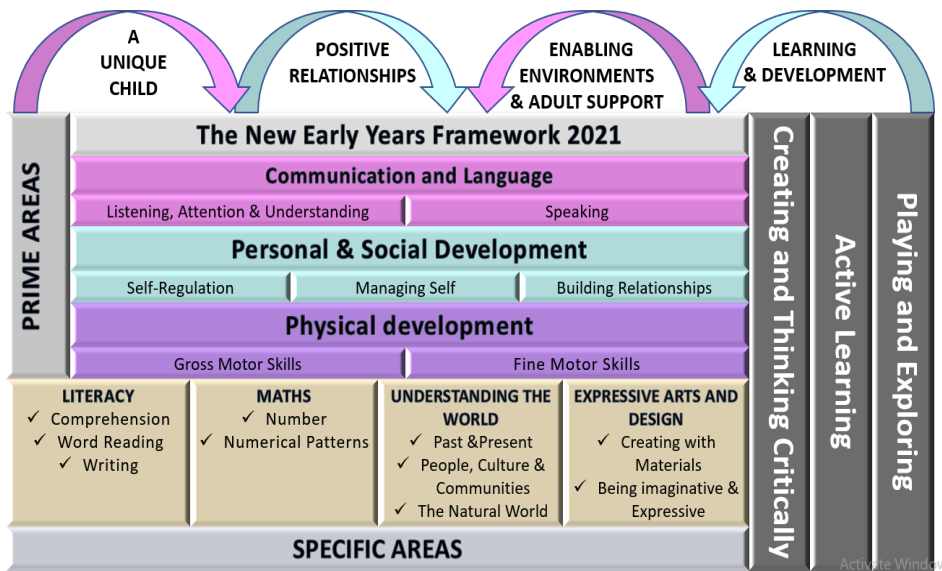 A
UNIQUE
CHILD
POSITIVE
RELATIONSHIPS
ENABLING
ENVIRONMENTS
& ADULT SUPPORT
LEARNING
& DEVELOPMENT
PRIME AREAS
The New Early Years Framework 2021
Communication and Language
Listening, Attention & Understanding
Speaking
Personal & Social Development
Self-Regulation
Managing Self
Building Relationships
Physical development
Gross Motor Skills
Fine Motor Skills
LITERACY
✓ Comprehension
✓ Word Reading
✓ Writing
MATHS
✓ Number
✓ Numerical Patterns
UNDERSTANDING THE
WORLD
✓ Past &Present
✓ People, Culture &
Communities
✓ The Natural World
EXPRESSIVE ARTS AND
DESIGN
✓ Creating with
Materials
✓ Being imaginative &
Expressive
SPECIFIC AREAS
Creating and Thinking Critically
Active Learning
Playing and Exploring
Activate Window